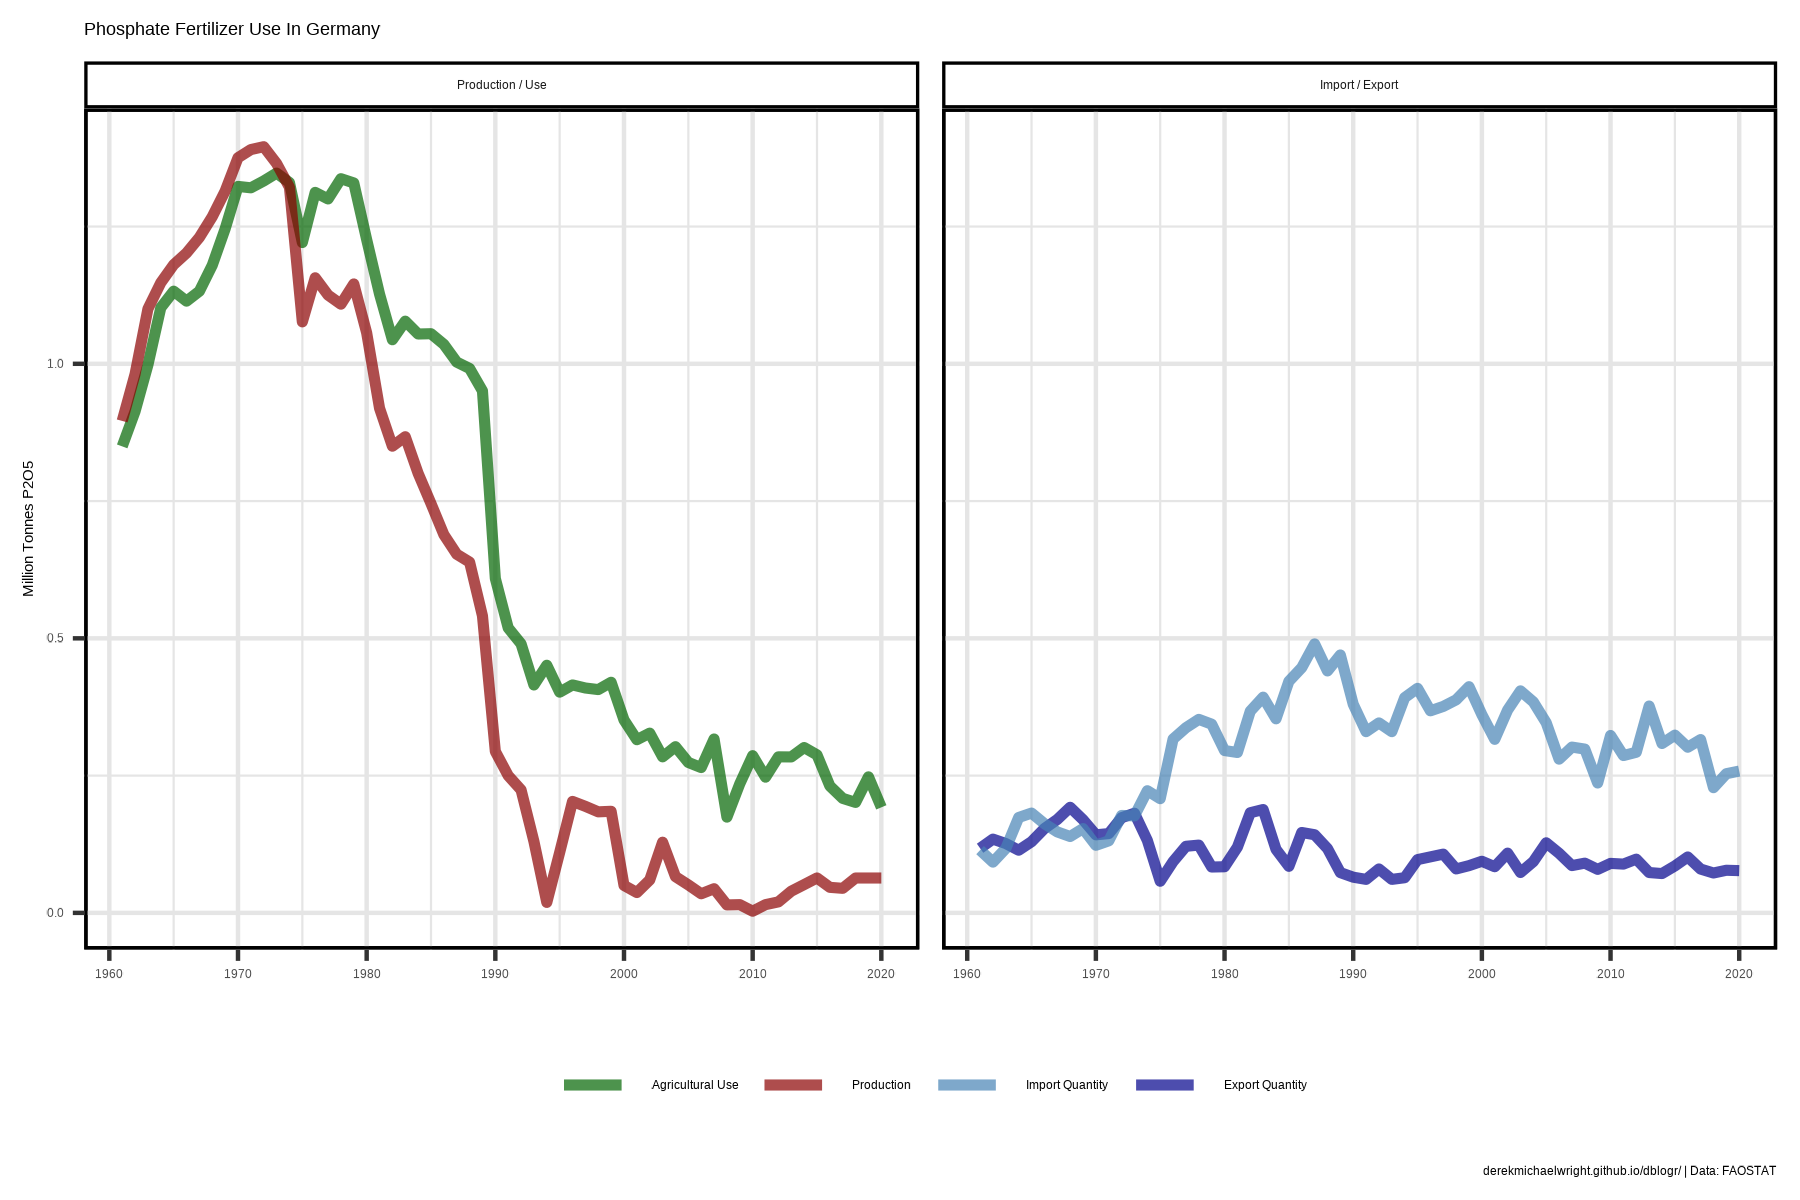 Phosphate Fertilizer Use In Germany
Production / Use
Import / Export
Million Tonnes P2O5
1.0
0.5
0.0
1960 1970 1980 1990 2000 2010 2020
1960 1970 1980 1990 2000 2010 2020
Agricultural Use Production Import Quantity Export Quantity
derekmichaelwright.github.io/dblogr/ | Data: FAOSTAT